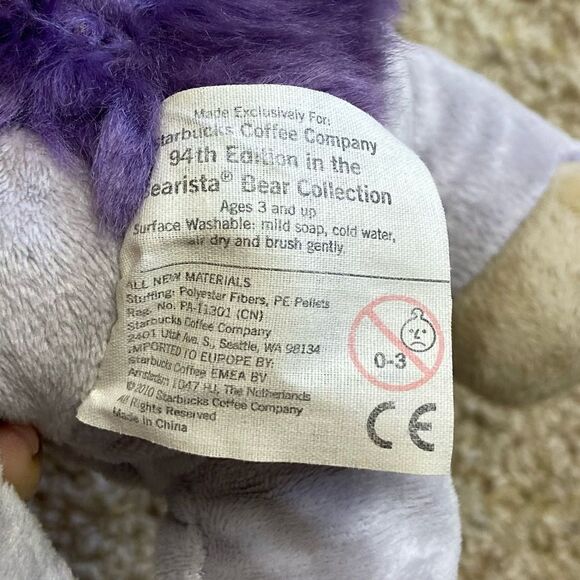 Made Exclusively For:
Starbucks Coffee Company
94th Edition in the
Bearista® Bear Collection
Ages 3 and up
Surface Washable: mild soap, cold water,
air dry and brush gently
ALL NEW MATERIALS
Stuffing: Polyester Fibers, PE Pellets
Reg. No. PA-11301 (CN)
Starbucks Coffee Company
2401 Utah Ave. S., Seattle, WA 98134
IMPORTED TO EUROPE BY:
Starbucks Coffee EMEA BV
Amsterdam 1047 HJ, The Netherlands
©2010 Starbucks Coffee Company
All Rights Reserved
Made in China
0-3
CE